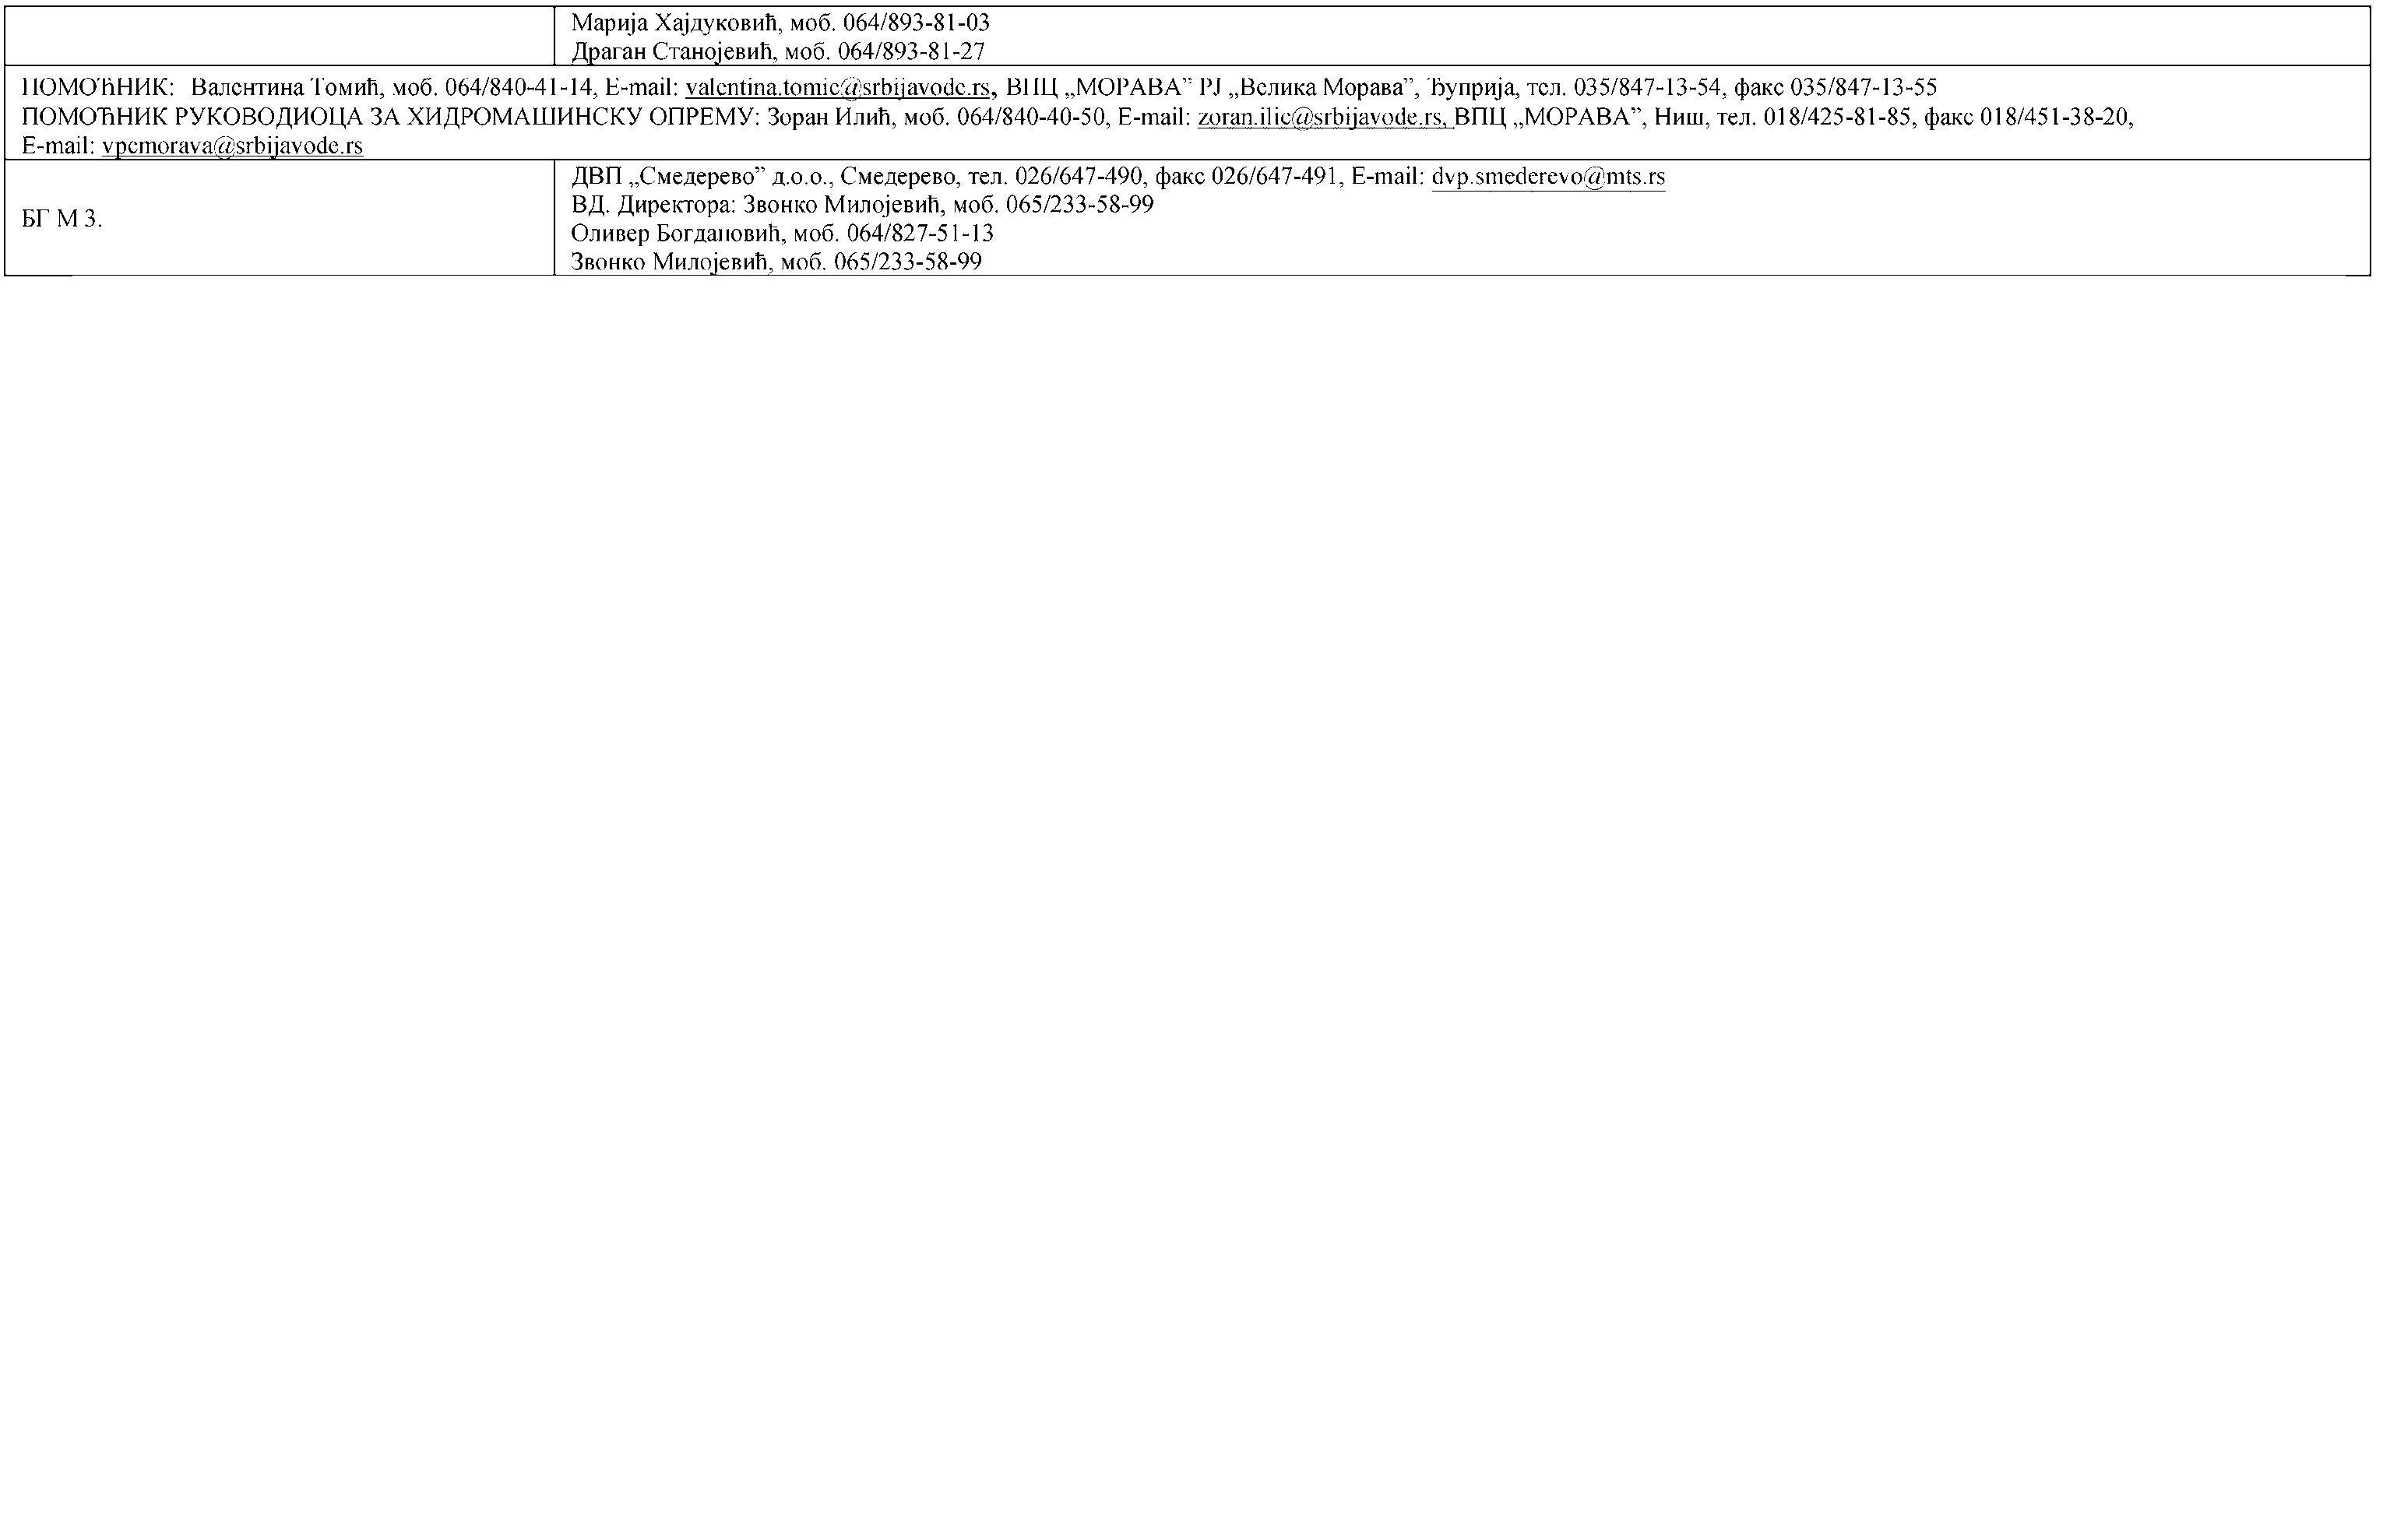 Марија Хајдуковић, моб. 064/893-81-03
Драган Станојевић, моб. 064/893-81-27
ПОМОЋНИК: Валентина Томић, моб. 064/840-41-14, E-mail: valentina.tomic@srbijavode.rs, ВПЦ „МОРАВА” РЈ „Велика Морава”, Ћуприја, тел. 035/847-13-54, факс 035/847-13-55
ПОМОЋНИК РУКОВОДИОЦА ЗА ХИДРОМАШИНСКУ ОПРЕМУ: Зоран Илић, моб. 064/840-40-50, E-mail: zoran.ilic@srbijavode.rs, ВПЦ „МОРАВА”, Ниш, тел. 018/425-81-85, факс 018/451-38-20,
E-mail: vpcmorava@srbijavode.rs
БГ М 3.
ДВП „Смедерево” д.о.о., Смедерево, тел. 026/647-490, факс 026/647-491, E-mail: dvp.smederevo@mts.rs
ВД. Директора: Звонко Милојевић, моб. 065/233-58-99
Оливер Богдановић, моб. 064/827-51-13
Звонко Милојевић, моб. 065/233-58-99